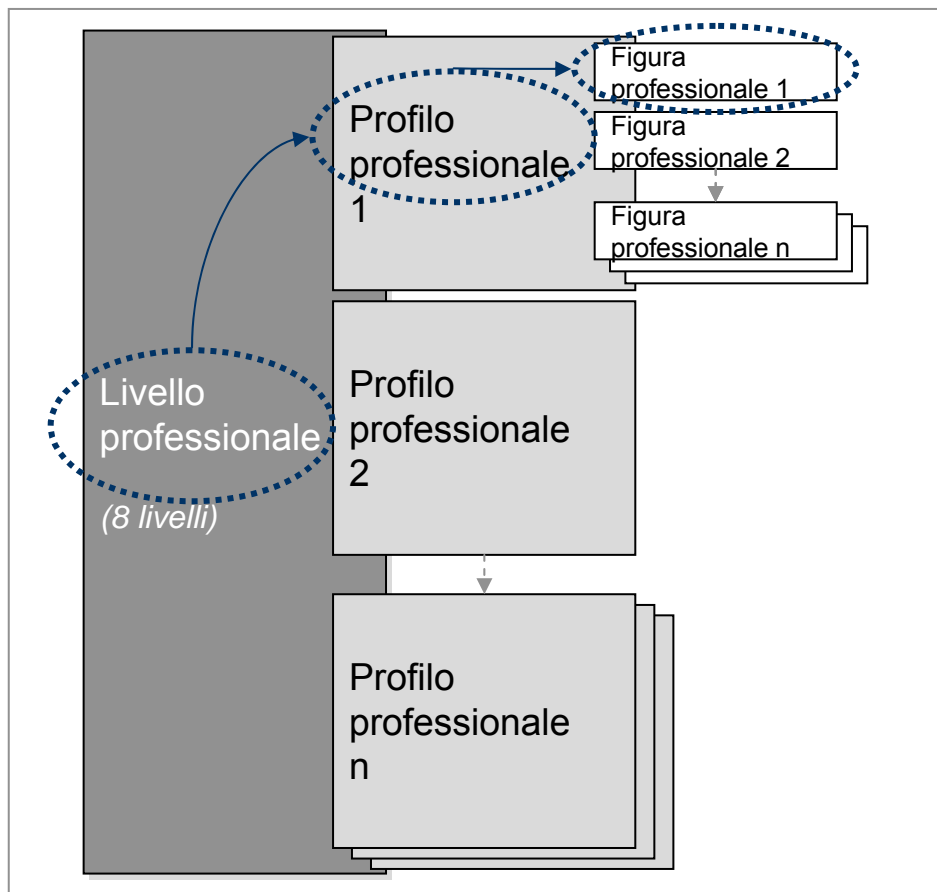 Figura
professionale 1
Profilo
professionale
1
Figura
professionale 2
Figura
professionale n
Livello
professionale
(8 livelli)
Profilo
professionale
2
Profilo
professionale
n